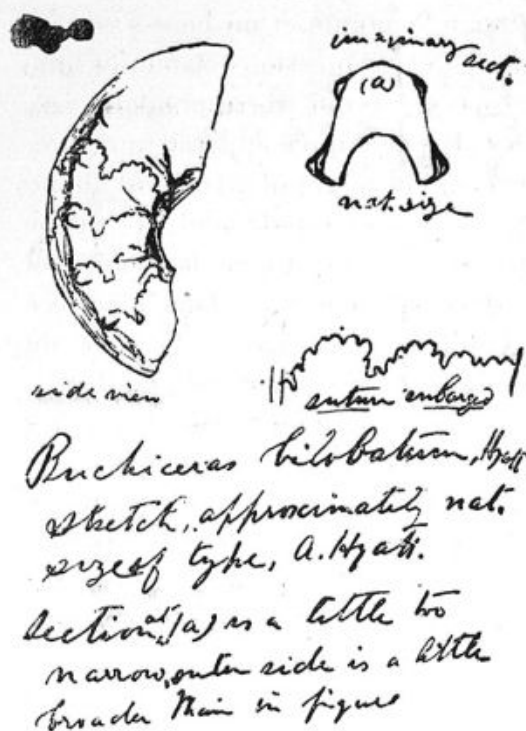 imaginary sect.
(a)
nat. size
side view
suture enlarged
Buchiceras bilobatum, Hyatt
sketch, approximately nat.
size of type, A. Hyatt.
Section at (a) is a little too
narrow, outer side is a little
broader than in figure